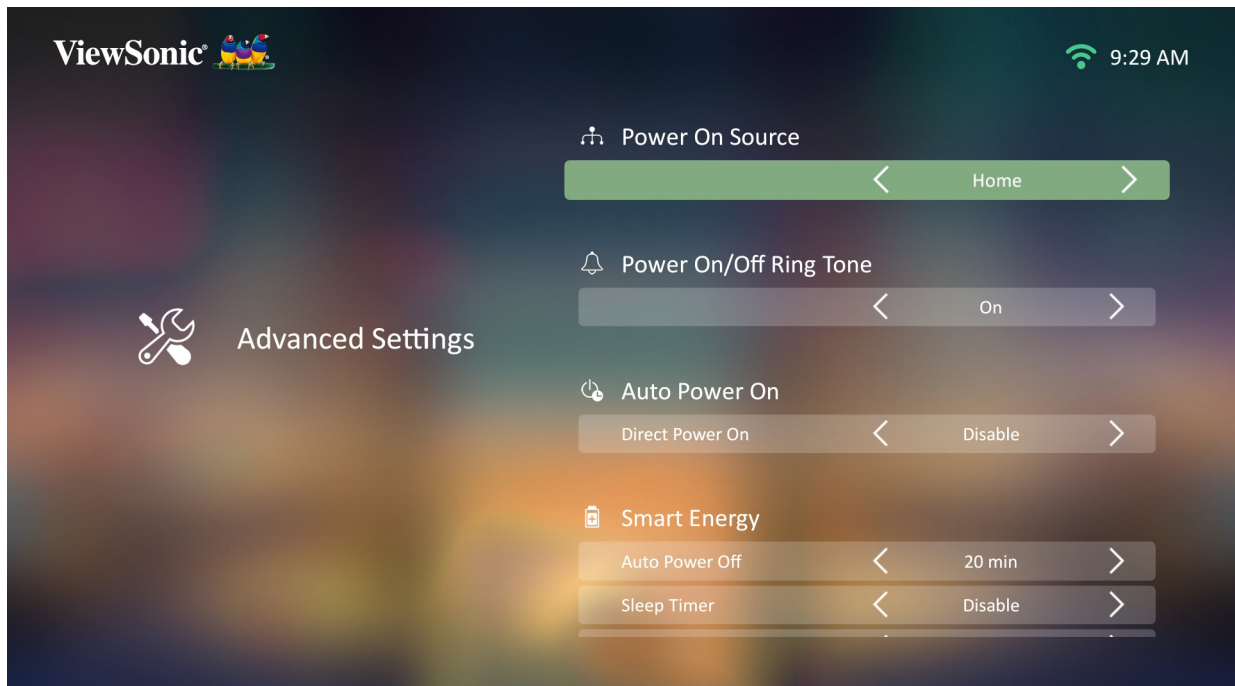 ViewSonic®
9:29 AM
Power On Source
Home
Power On/Off Ring Tone
On
Advanced Settings
Auto Power On
Direct Power On Disable
Smart Energy
Auto Power Off 20 min
Sleep Timer Disable